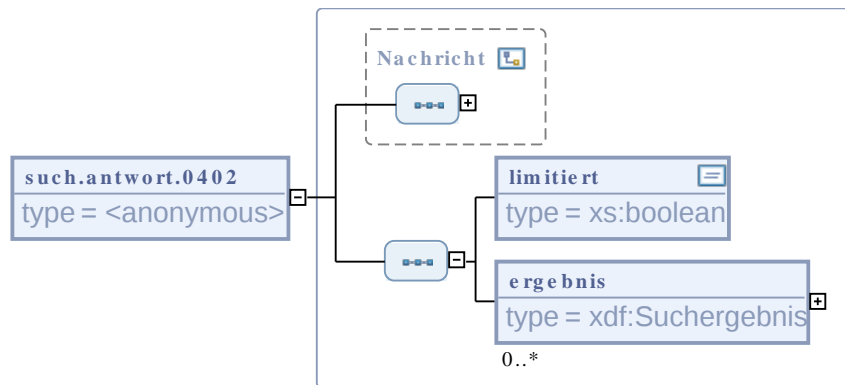 Nachricht
such.antwort.0402
type = <anonymous>
limitiert
type = xs:boolean
ergebnis
type = xdf:Suchergebnis
0..*